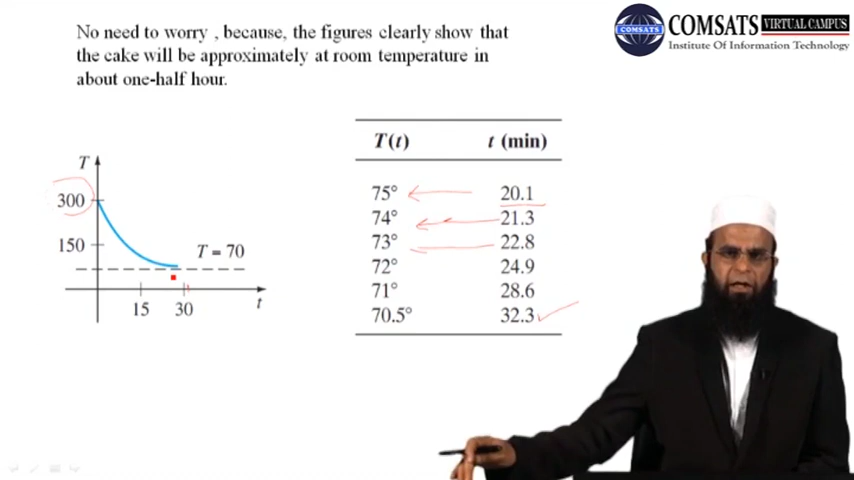 No need to worry , because, the figures clearly show that
the cake will be approximately at room temperature in
about one-half hour.
COMSATS
COMSATS VIRTUAL CAMPUS
Institute Of Information Technology
T
300
150
T = 70
15 30 t
T(t) t (min)
75° 20.1
74° 21.3
73° 22.8
72° 24.9
71° 28.6
70.5° 32.3